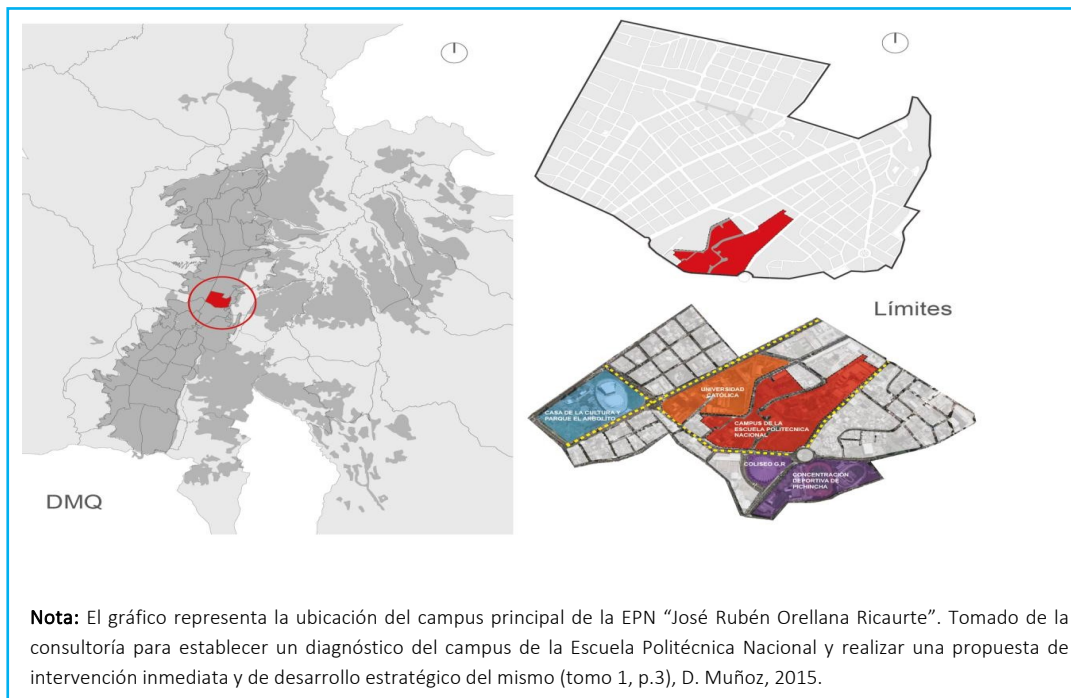 DMQ
Límites
CASA DE LA CULTURA Y
PARQUE EL ARBOLITO
UNIVERSIDAD
CATÓLICA
CAMPUS DE LA
ESCUELA POLITÉCNICA
NACIONAL
COLISEO G.R
CONCENTRACIÓN
DEPORTIVA DE
PICHINCHA
Nota: El gráfico representa la ubicación del campus principal de la EPN “José Rubén Orellana Ricaurte”. Tomado de la
consultoría para establecer un diagnóstico del campus de la Escuela Politécnica Nacional y realizar una propuesta de
intervención inmediata y de desarrollo estratégico del mismo (tomo 1, p.3), D. Muñoz, 2015.